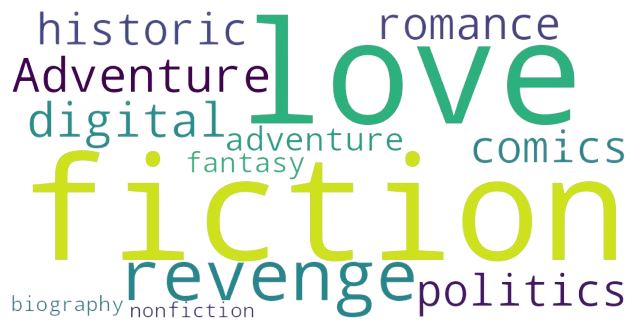 historic
romance
love
Adventure
digital
adventure
comics
fantasy
fiction
revenge
politics
biography
nonfiction